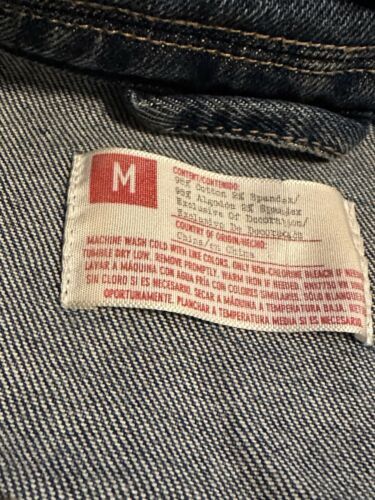 M
CONTENT/CONTENIDO:
98% Cotton 2% Spandex/
98% Algodón 2% Spandex
Exclusive Of Decoration/
Exclusivo De
COUNTRY OF ORIGIN/HECHO:
China/en China
MACHINE WASH COLD WITH LIKE COLORS. ONLY NON-CHLORINE BLEACH IF NEEDED.
TUMBLE DRY LOW. REMOVE PROMPTLY. WARM IRON IF NEEDED. RN17750
LAVAR A MÁQUINA CON AGUA FRÍA CON COLORES SIMILARES. SÓLO BLANQUEA
SIN CLORO SI ES NECESARIO. SECAR A MÁQUINA A TEMPERATURA BAJA.
OPORTUNAMENTE. PLANCHAR A TEMPERATURA MEDIA SI ES NECESARIO.